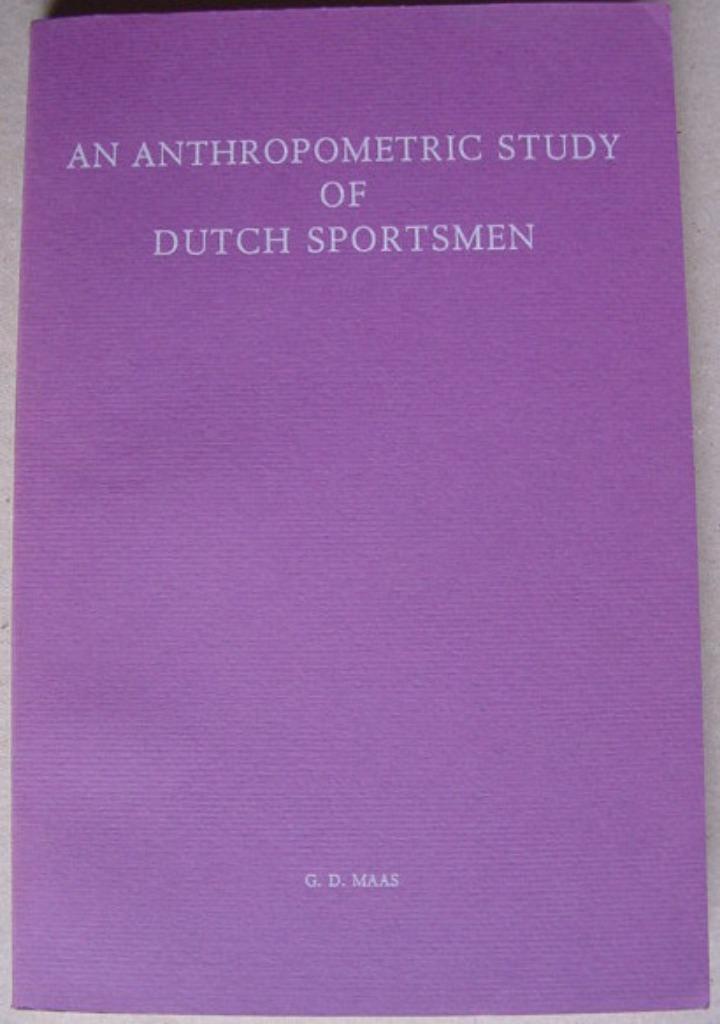 AN ANTHROPOMETRIC STUDY
OF
DUTCH SPORTSMEN
G. D. MAAS